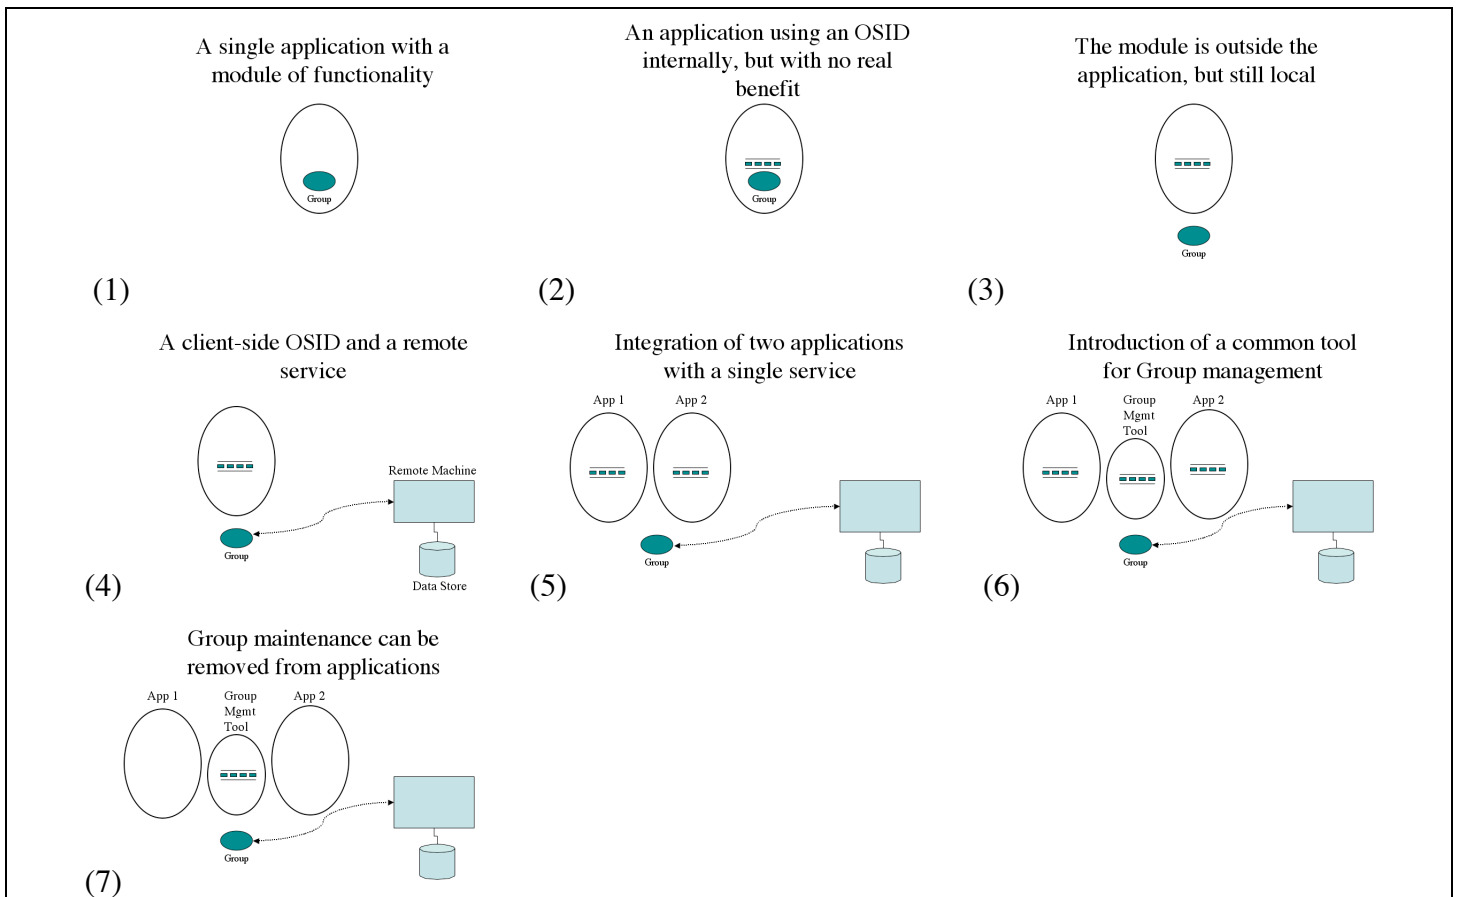 A single application with a
module of functionality
Group
(1)
An application using an OSID
internally, but with no real
benefit
Group
(2)
The module is outside the
application, but still local
Group
(3)
A client-side OSID and a remote
service
Remote Machine
Group
Data Store
(4)
Integration of two applications
with a single service
App 1
App 2
Group
(5)
Introduction of a common tool
for Group management
App 1
Group
Mgmt
Tool
App 2
Group
(6)
Group maintenance can be
removed from applications
App 1
Group
Mgmt
Tool
App 2
Group
(7)